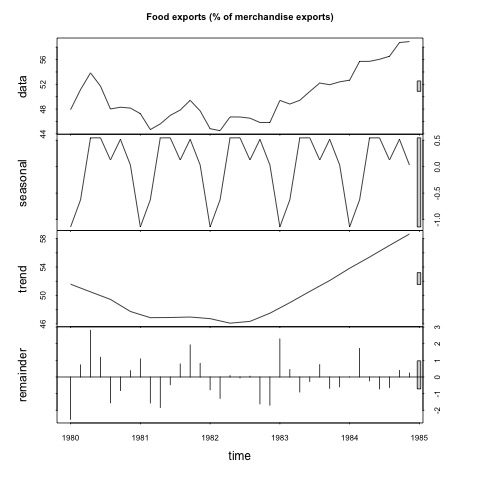 Food exports (% of merchandise exports)
data
44 48 52 56
seasonal
-1.0 -0.5 0.0 0.5
trend
46 50 54 58
remainder
-2 -1 0 1 2 3
1980 1981 1982 1983 1984 1985
time